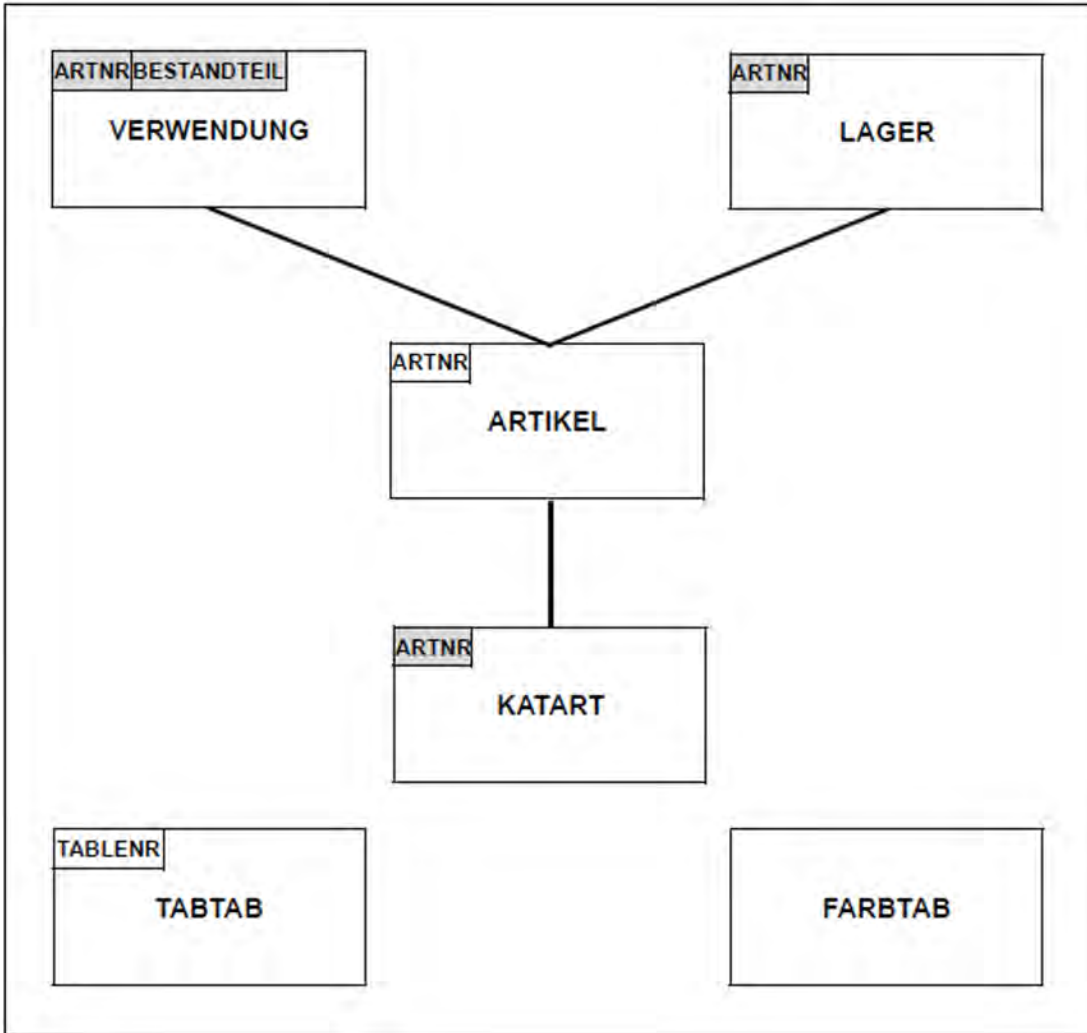 ARTNR BESTANDTEIL
VERWENDUNG
ARTNR
LAGER
ARTNR
ARTIKEL
ARTNR
KATART
TABLENR
TABTAB
FARBTAB